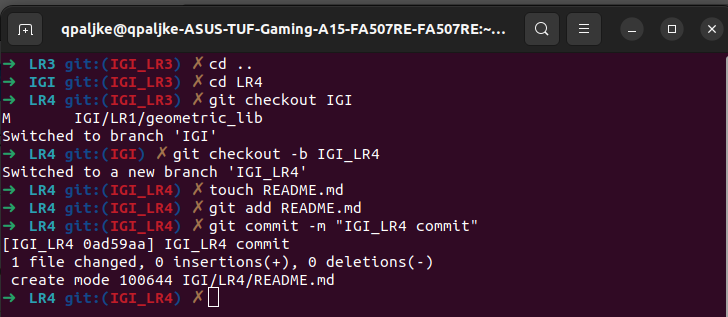 qpaljke@qpaljke-ASUS-TUF-Gaming-A15-FA507RE-FA507RE:~...
➜ LR3 git:(IGI_LR3) ✗ cd ..
➜ IGI git:(IGI_LR3) ✗ cd LR4
➜ LR4 git:(IGI_LR3) ✗ git checkout IGI
M       IGI/LR1/geometric_lib
Switched to branch 'IGI'
➜ LR4 git:(IGI) ✗ git checkout -b IGI_LR4
Switched to a new branch 'IGI_LR4'
➜ LR4 git:(IGI_LR4) ✗ touch README.md
➜ LR4 git:(IGI_LR4) ✗ git add README.md
➜ LR4 git:(IGI_LR4) ✗ git commit -m "IGI_LR4 commit"
[IGI_LR4 0ad59aa] IGI_LR4 commit
 1 file changed, 0 insertions(+), 0 deletions(-)
 create mode 100644 IGI/LR4/README.md
➜ LR4 git:(IGI_LR4) ✗